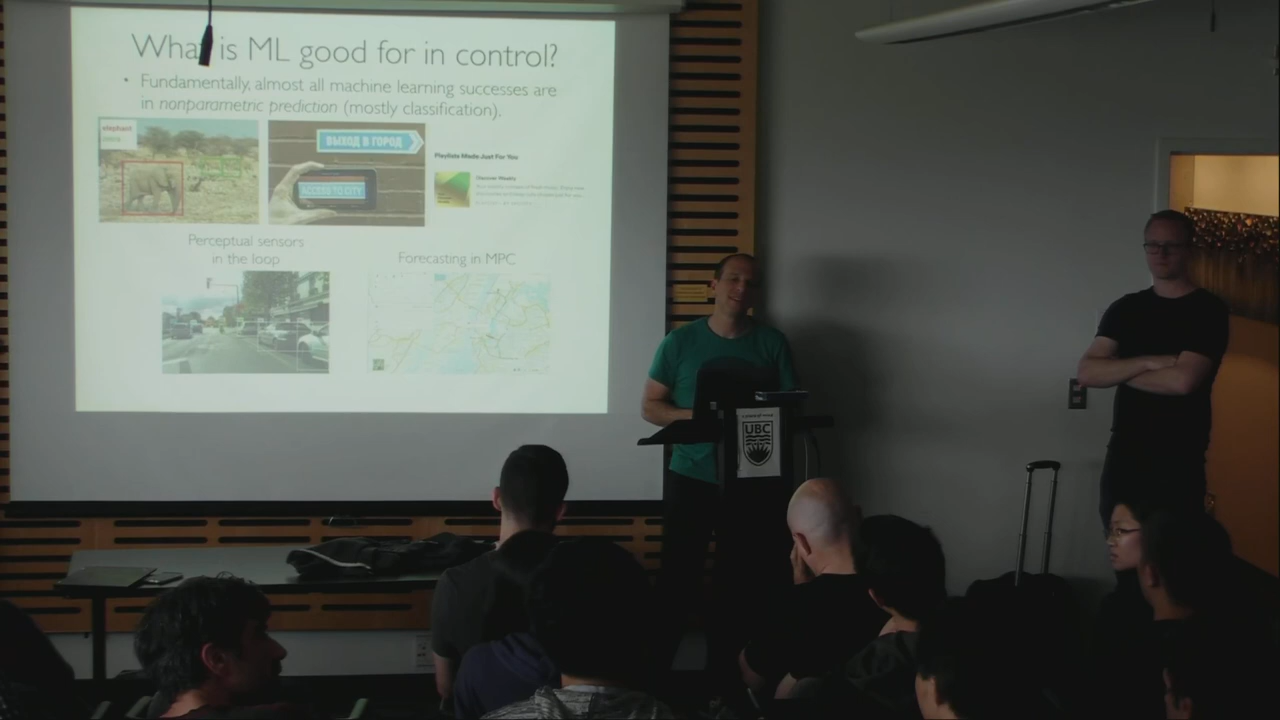 What is ML good for in control?
• Fundamentally, almost all machine learning successes are
in nonparametric prediction (mostly classification).
elephant
ВЫХОД В ГОРОД
ACCESS TO CITY
Playlists Made Just For You
Discover Weekly
Perceptual sensors
in the loop
Forecasting in MPC
UBC